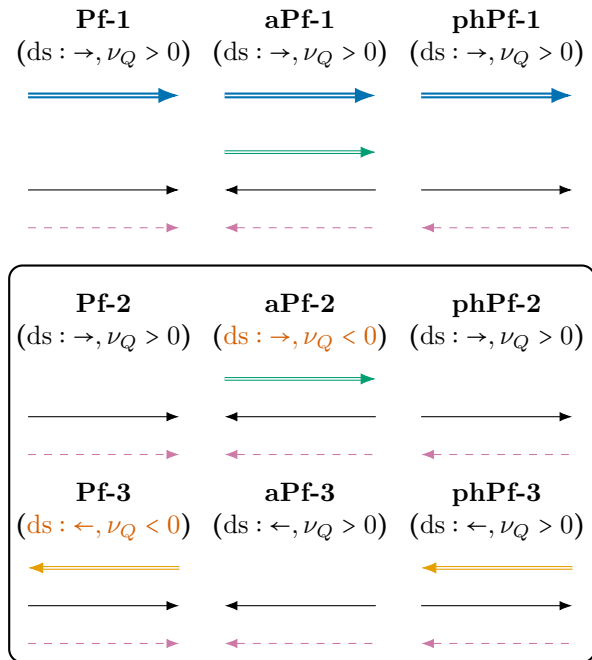 Pf-1 aPf-1 phPf-1
(ds : →, ν_Q > 0) (ds : →, ν_Q > 0) (ds : →, ν_Q > 0)
Pf-2 aPf-2 phPf-2
(ds : →, ν_Q > 0) (ds : →, ν_Q < 0) (ds : →, ν_Q > 0)
Pf-3 aPf-3 phPf-3
(ds : ←, ν_Q < 0) (ds : ←, ν_Q > 0) (ds : ←, ν_Q > 0)